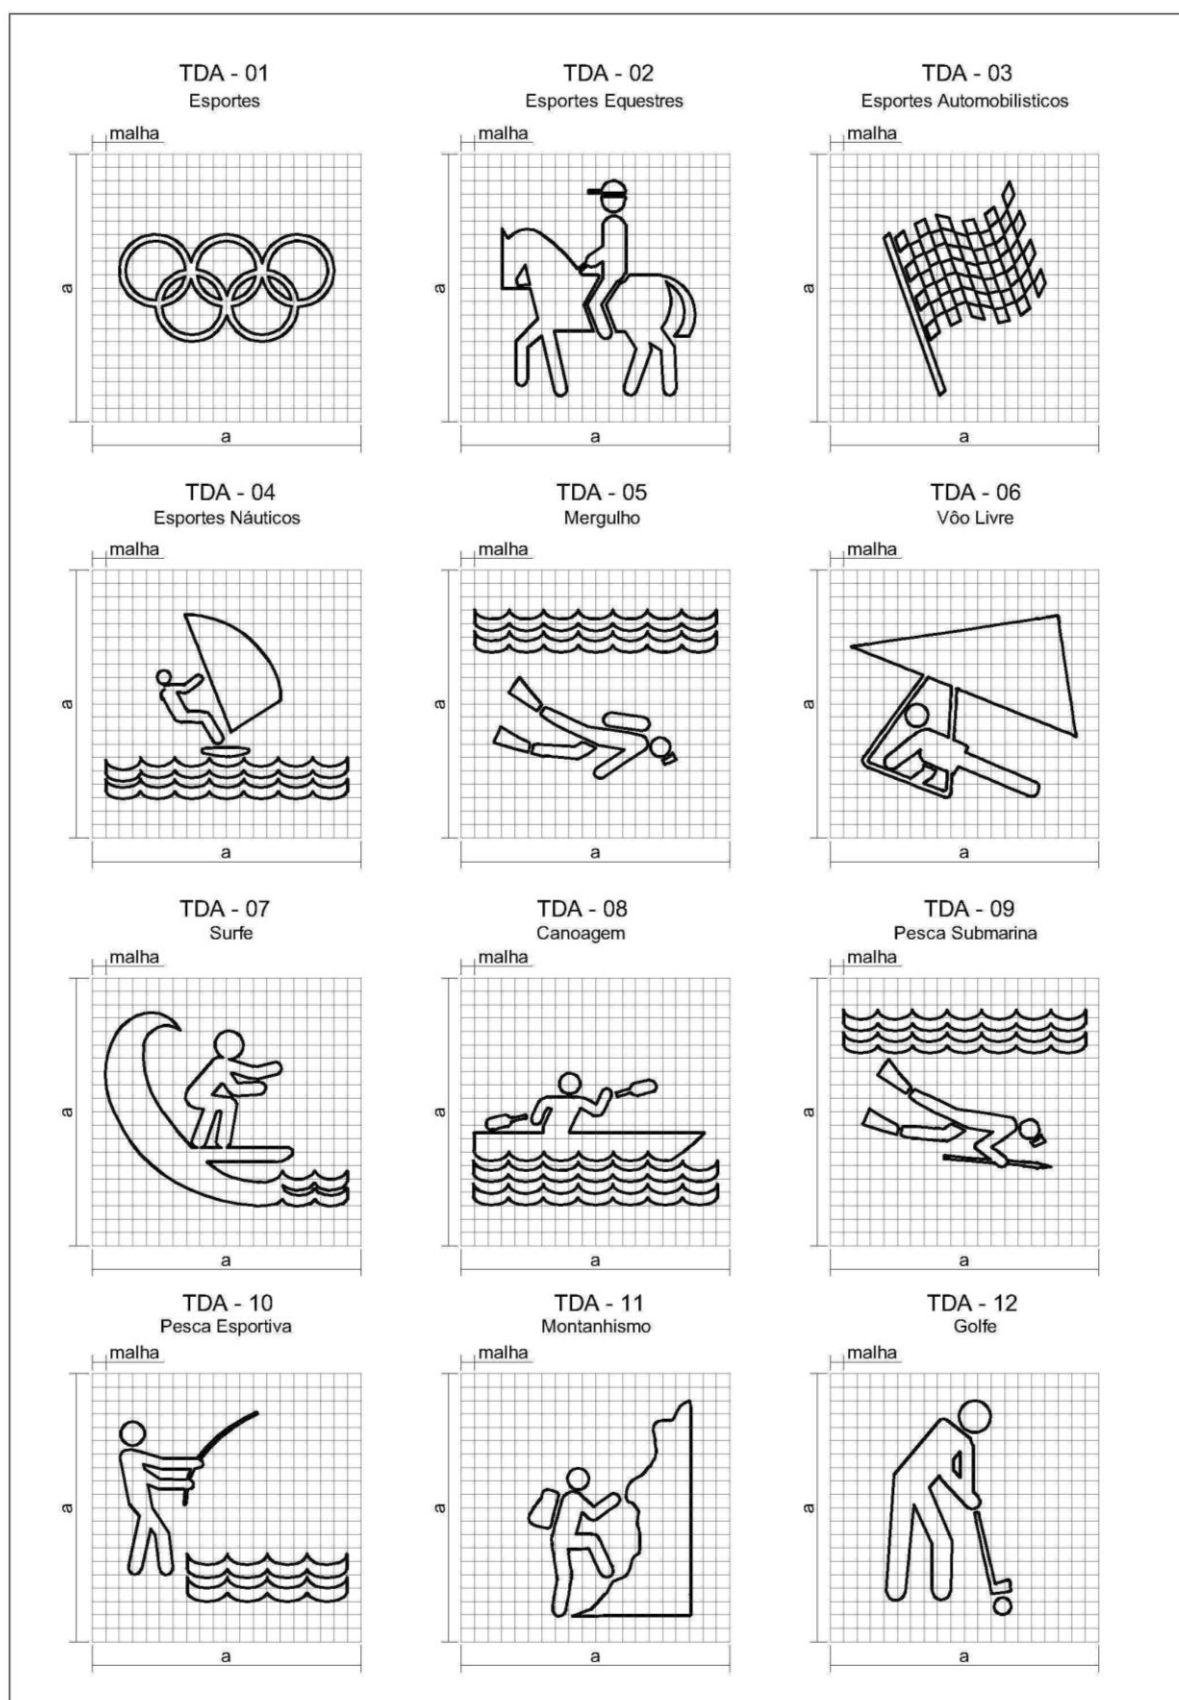 TDA - 01
Esportes
malha
a
a
TDA - 02
Esportes Equestres
malha
a
a
TDA - 03
Esportes Automobilisticos
malha
a
a
TDA - 04
Esportes Náuticos
malha
a
a
TDA - 05
Mergulho
malha
a
a
TDA - 06
Vôo Livre
malha
a
a
TDA - 07
Surfe
malha
a
a
TDA - 08
Canoagem
malha
a
a
TDA - 09
Pesca Submarina
malha
a
a
TDA - 10
Pesca Esportiva
malha
a
a
TDA - 11
Montanhismo
malha
a
a
TDA - 12
Golfe
malha
a
a